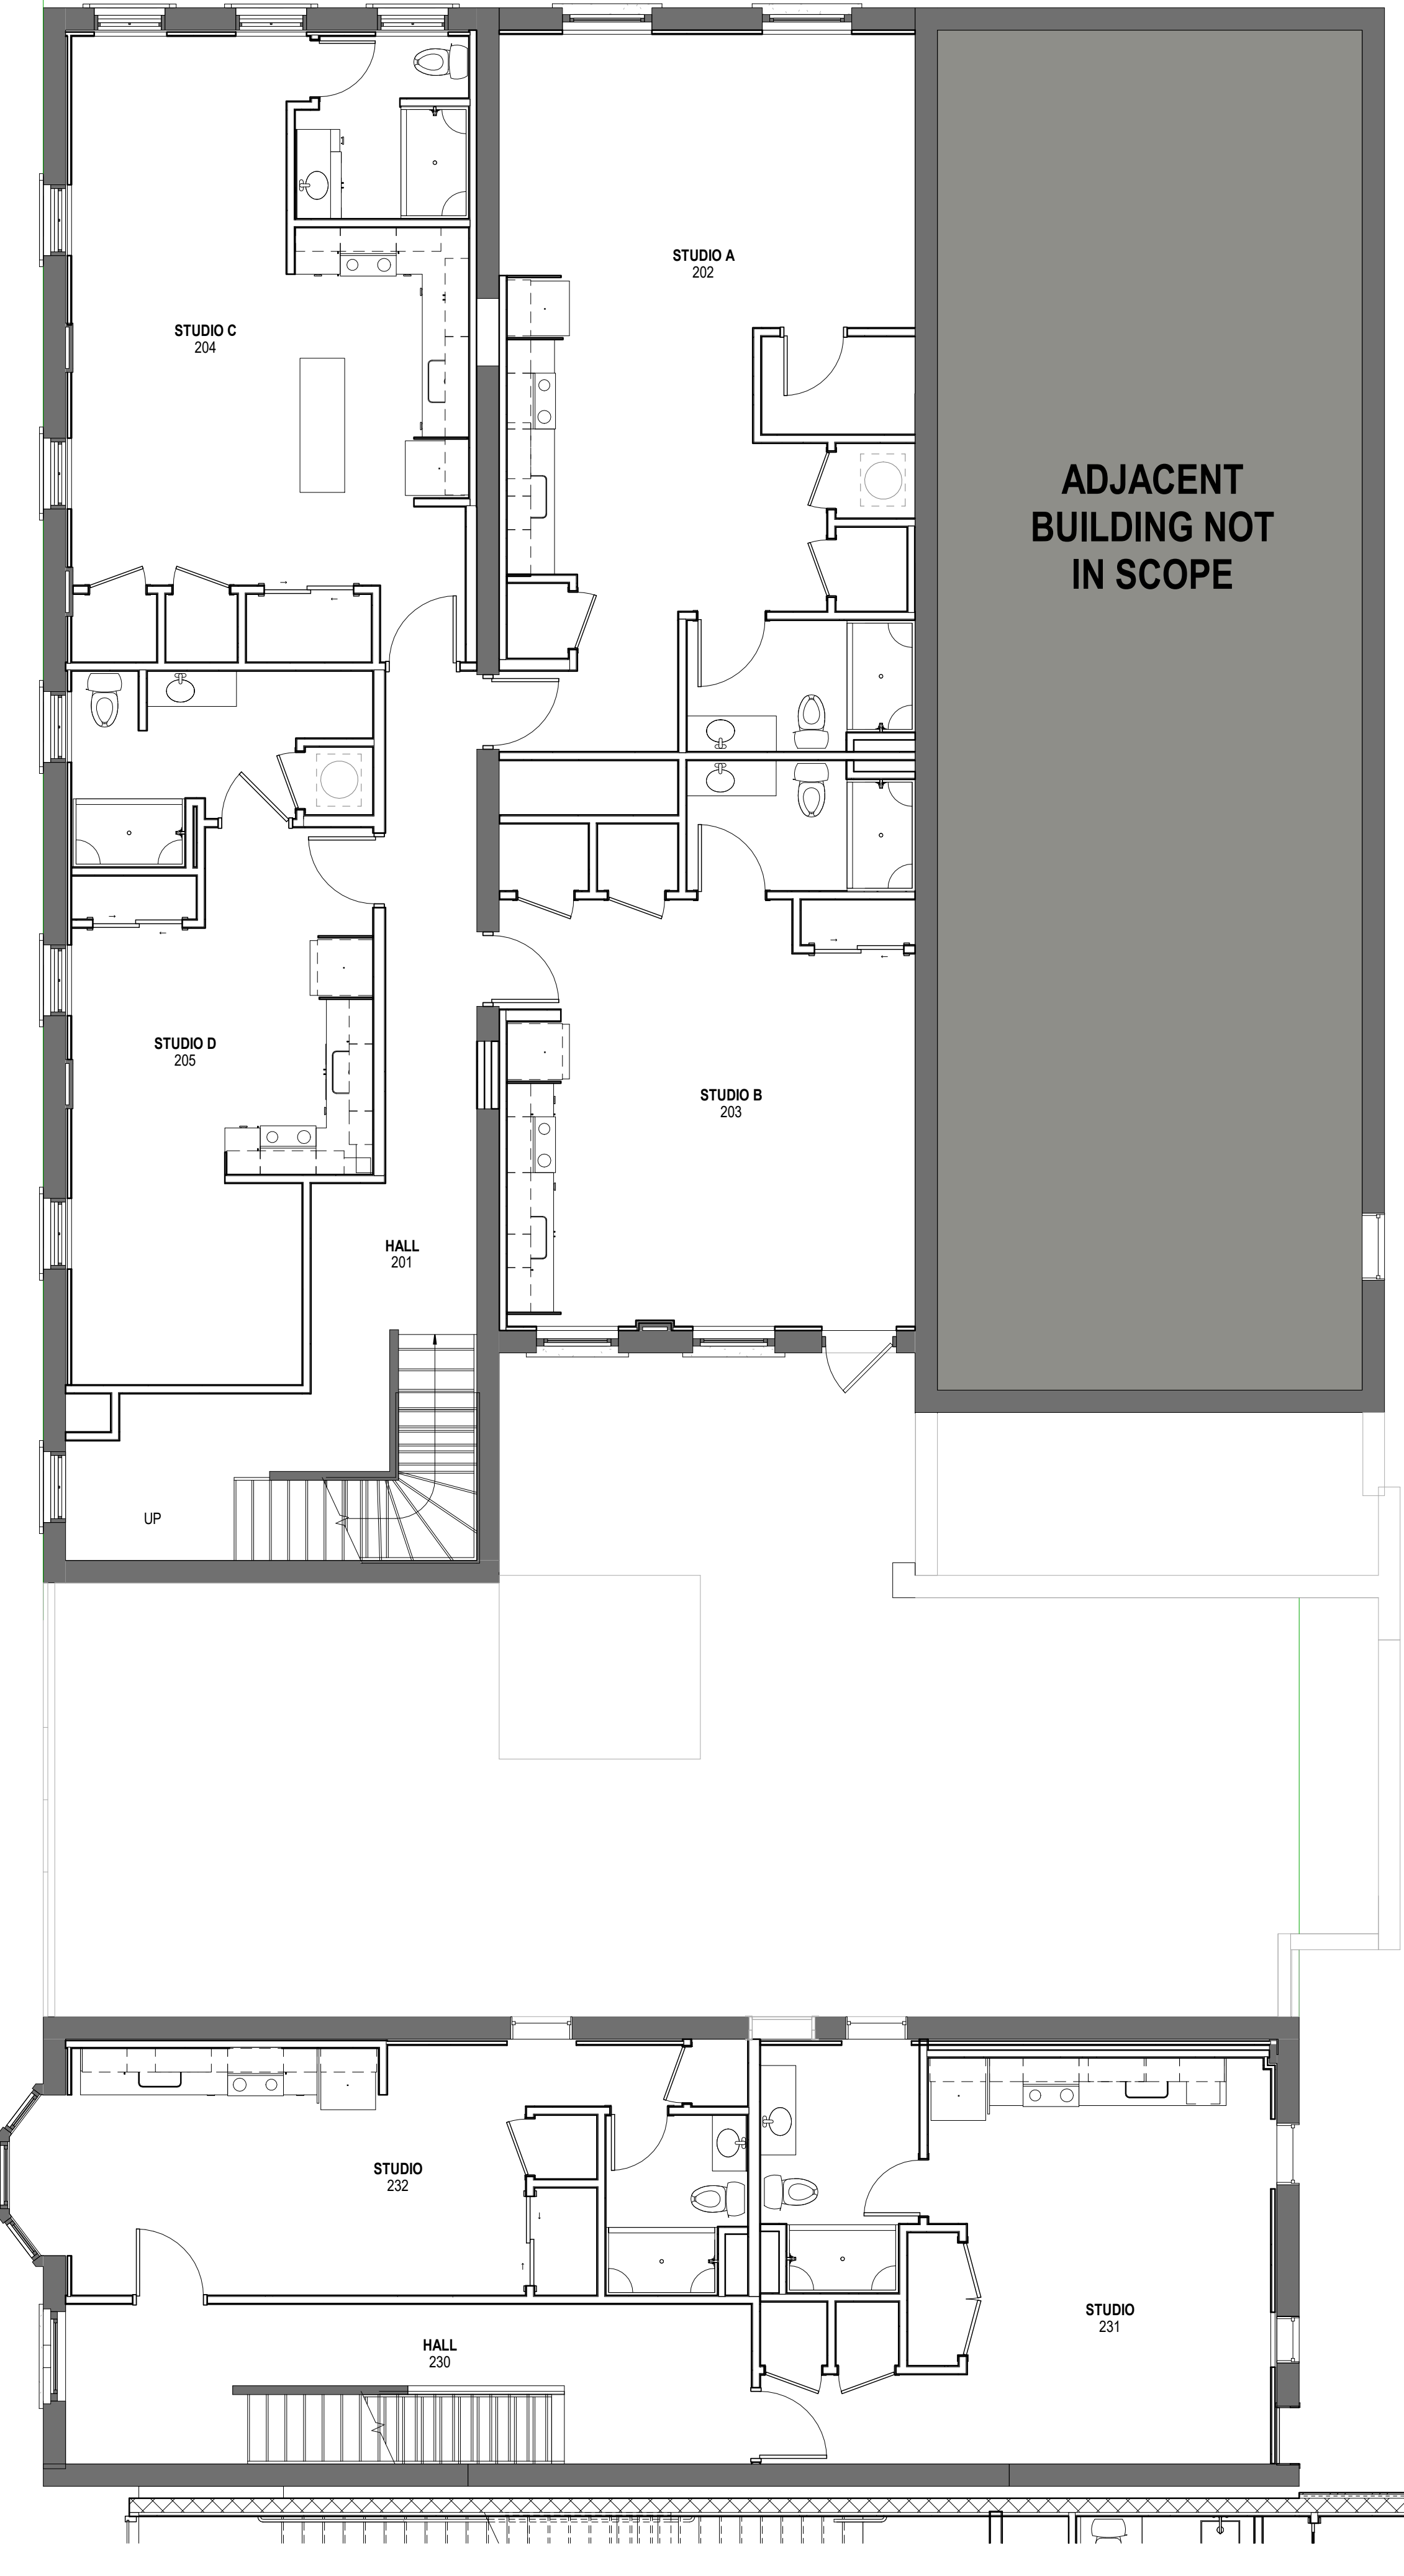 STUDIO A
202
STUDIO C
204
ADJACENT
BUILDING NOT
IN SCOPE
STUDIO D
205
STUDIO B
203
HALL
201
UP
STUDIO
232
STUDIO
231
HALL
230